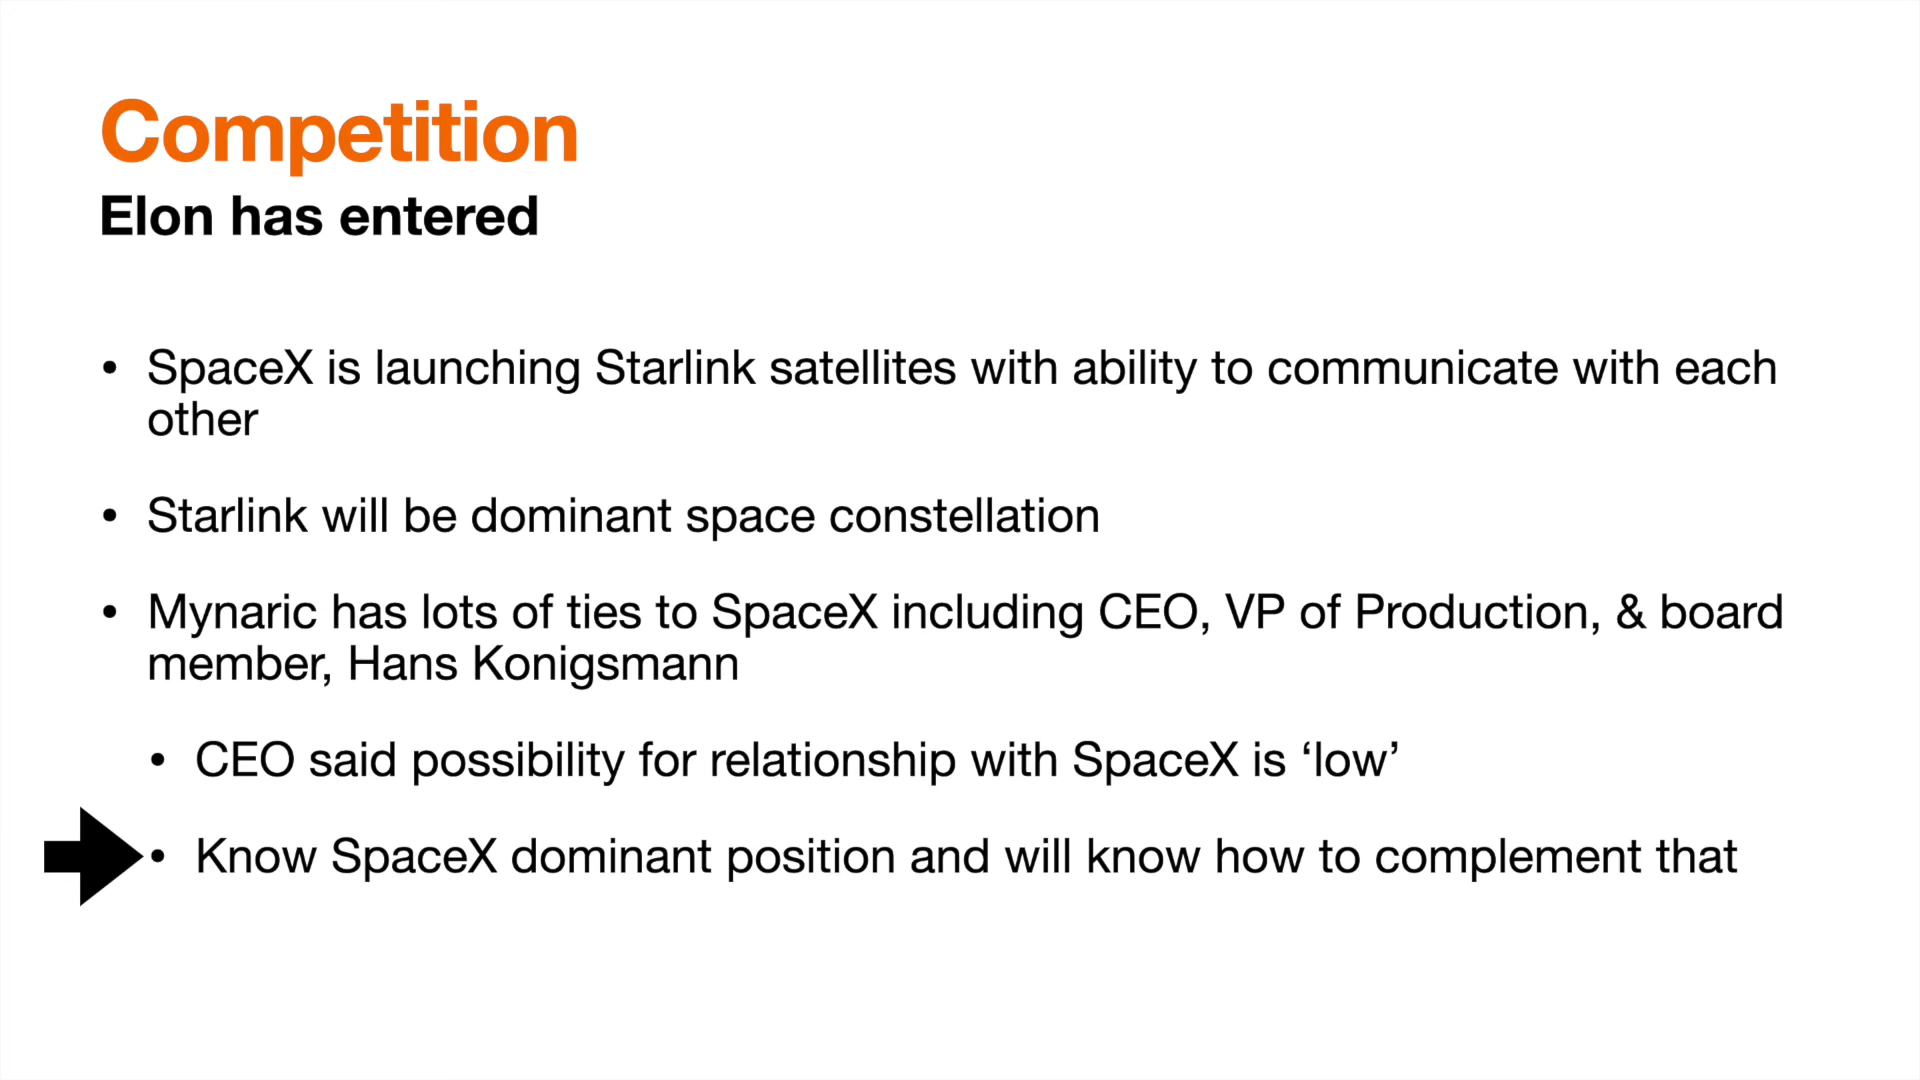 Competition
Elon has entered
• SpaceX is launching Starlink satellites with ability to communicate with each
other
• Starlink will be dominant space constellation
• Mynaric has lots of ties to SpaceX including CEO, VP of Production, & board
member, Hans Konigsmann
• CEO said possibility for relationship with SpaceX is ‘low’
• Know SpaceX dominant position and will know how to complement that